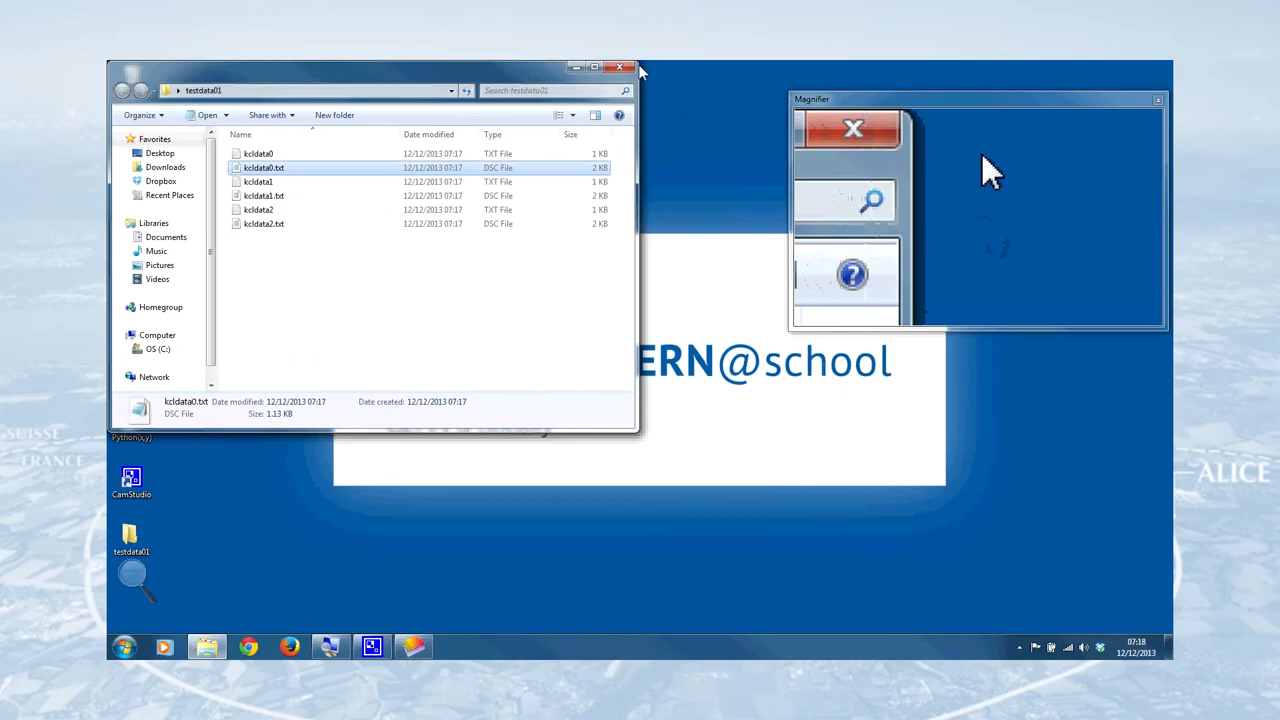 testdata01
Search testdata01
Organize Open Share with New folder
Name Date modified Type Size
Favorites
Desktop
Downloads
Dropbox
Recent Places
Libraries
Documents
Music
Pictures
Videos
Homegroup
Computer
OS (C:)
Network
kcldata0 12/12/2013 07:17 TXT File 1 KB
kcldata0.txt 12/12/2013 07:17 DSC File 2 KB
kcldata1 12/12/2013 07:17 TXT File 1 KB
kcldata1.txt 12/12/2013 07:17 DSC File 2 KB
kcldata2 12/12/2013 07:17 TXT File 1 KB
kcldata2.txt 12/12/2013 07:17 DSC File 2 KB
kcldata0.txt Date modified: 12/12/2013 07:17 Date created: 12/12/2013 07:17
DSC File Size: 1.13 KB
Magnifier
ERN@school
Python(x,y)
CamStudio
testdata01
SUISSE
FRANCE
ALICE
07:18
12/12/2013